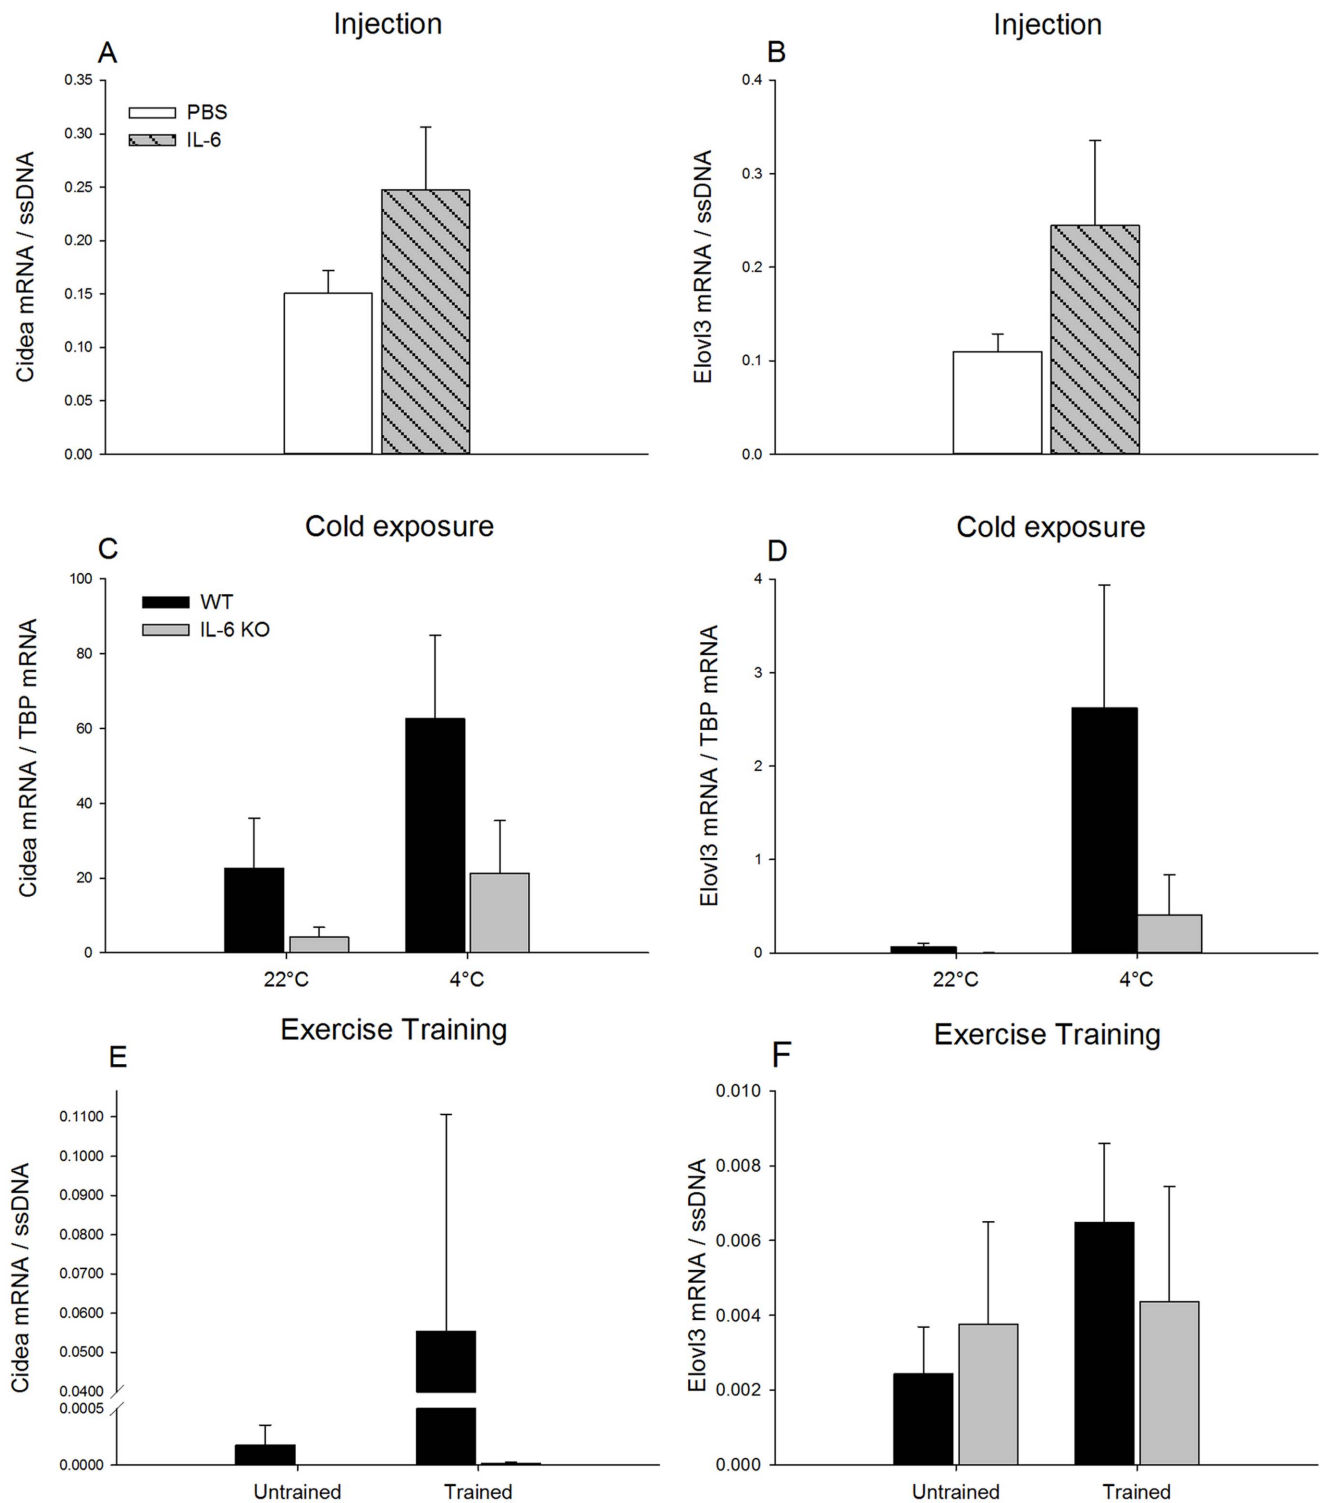 Injection
A
0.35
0.30
0.25
0.20
0.15
0.10
0.05
0.00
Cidea mRNA / ssDNA
PBS
IL-6
Injection
B
0.4
0.3
0.2
0.1
0.0
Elovl3 mRNA / ssDNA
Cold exposure
C
100
80
60
40
20
0
Cidea mRNA / TBP mRNA
WT
IL-6 KO
22°C
4°C
Cold exposure
D
4
3
2
1
0
Elovl3 mRNA / TBP mRNA
22°C
4°C
Exercise Training
E
0.1100
0.1000
0.0900
0.0800
0.0700
0.0600
0.0500
0.0400
0.0005
0.0000
Cidea mRNA / ssDNA
Untrained
Trained
Exercise Training
F
0.010
0.008
0.006
0.004
0.002
0.000
Elovl3 mRNA / ssDNA
Untrained
Trained